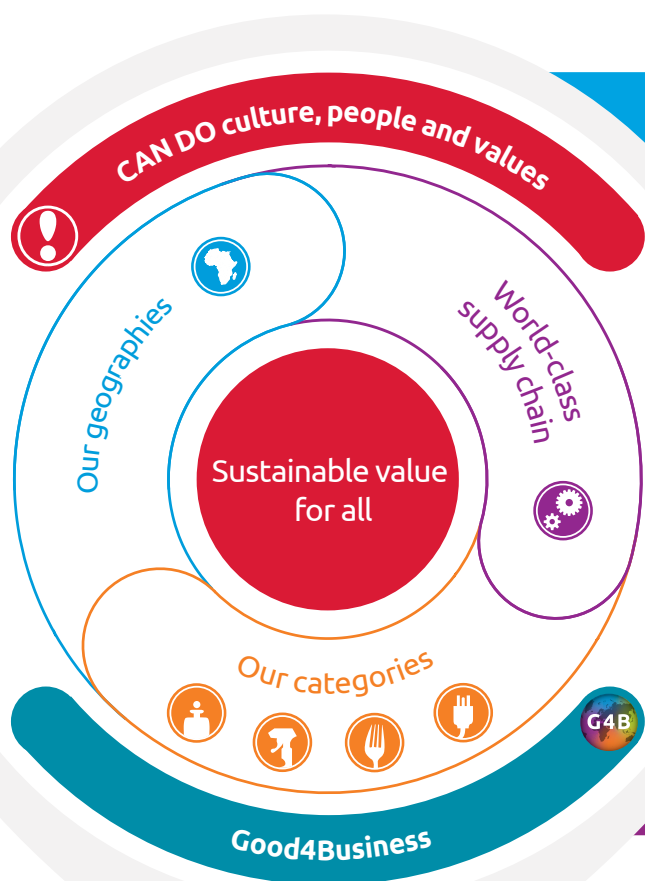 CAN DO culture, people and values
Our geographies
World-class
supply chain
Sustainable value
for all
Our categories
G4B
Good4Business